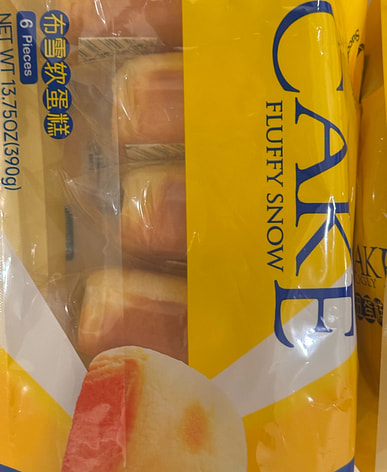 CAKE
FLUFFY SNOW
布雪软蛋糕
6 Pieces
NET WT 13.75OZ(390g)